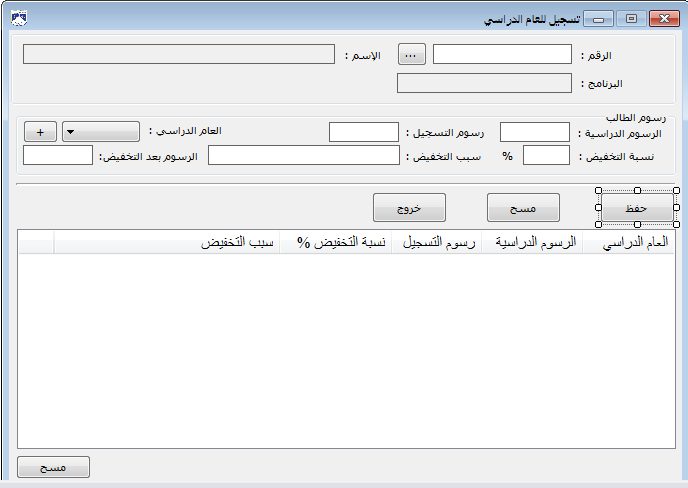 تسجيل للعام الدراسي
الرقم : ... الإسم :
البرنامج :
رسوم الطالب
الرسوم الدراسية : رسوم التسجيل : العام الدراسي : +
نسبة التخفيض : % سبب التخفيض : الرسوم بعد التخفيض:
حفظ مسح خروج
العام الدراسي الرسوم الدراسية رسوم التسجيل نسبة التخفيض % سبب التخفيض
مسح